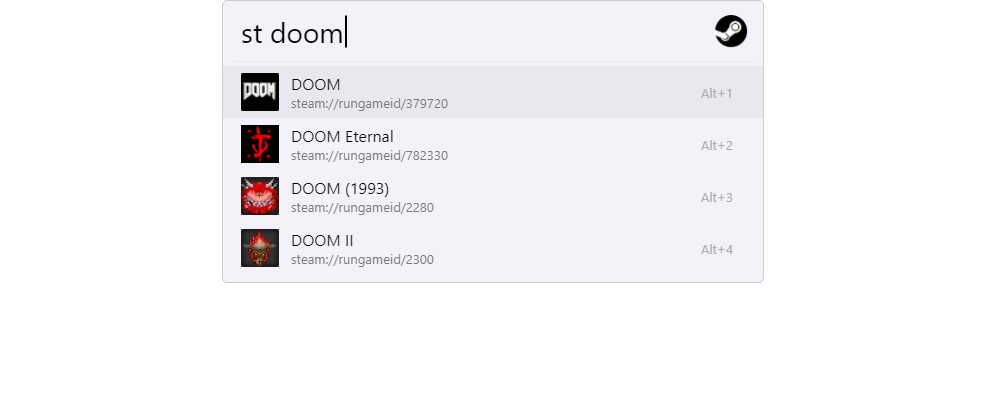 st doom
DOOM
DOOM
steam://rungameid/379720
Alt+1
DOOM Eternal
steam://rungameid/782330
Alt+2
DOOM (1993)
steam://rungameid/2280
Alt+3
DOOM II
steam://rungameid/2300
Alt+4